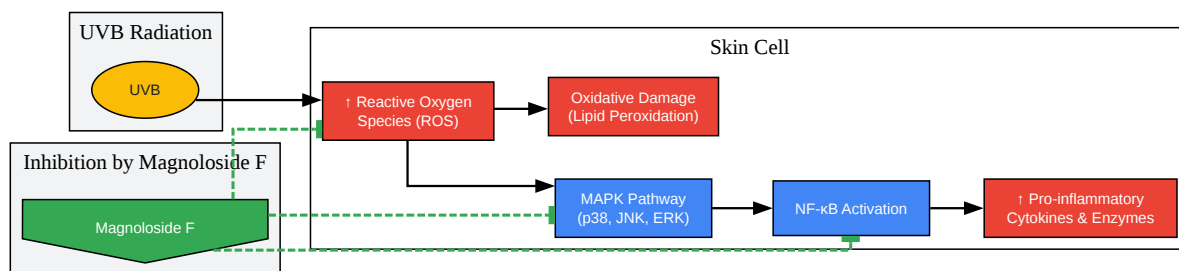 UVB Radiation
UVB
Inhibition by Magnoloside F
Magnoloside F
Skin Cell
↑ Reactive Oxygen
Species (ROS)
Oxidative Damage
(Lipid Peroxidation)
MAPK Pathway
(p38, JNK, ERK)
NF-κB Activation
↑ Pro-inflammatory
Cytokines & Enzymes